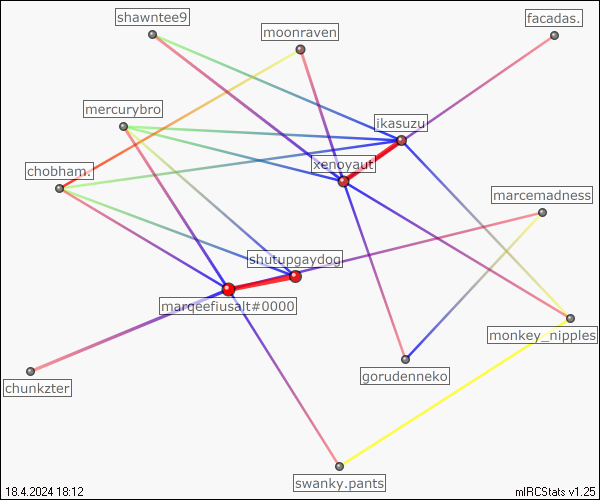 shawntee9
facadas.
moonraven
mercurybro
ikasuzu
xenoyaut
chobham.
marcemadness
shutupgaydog
marqeefiusalt#0000
monkey_nipples
gorudenneko
chunkzter
swanky.pants
18.4.2024 18:12
mIRCStats v1.25